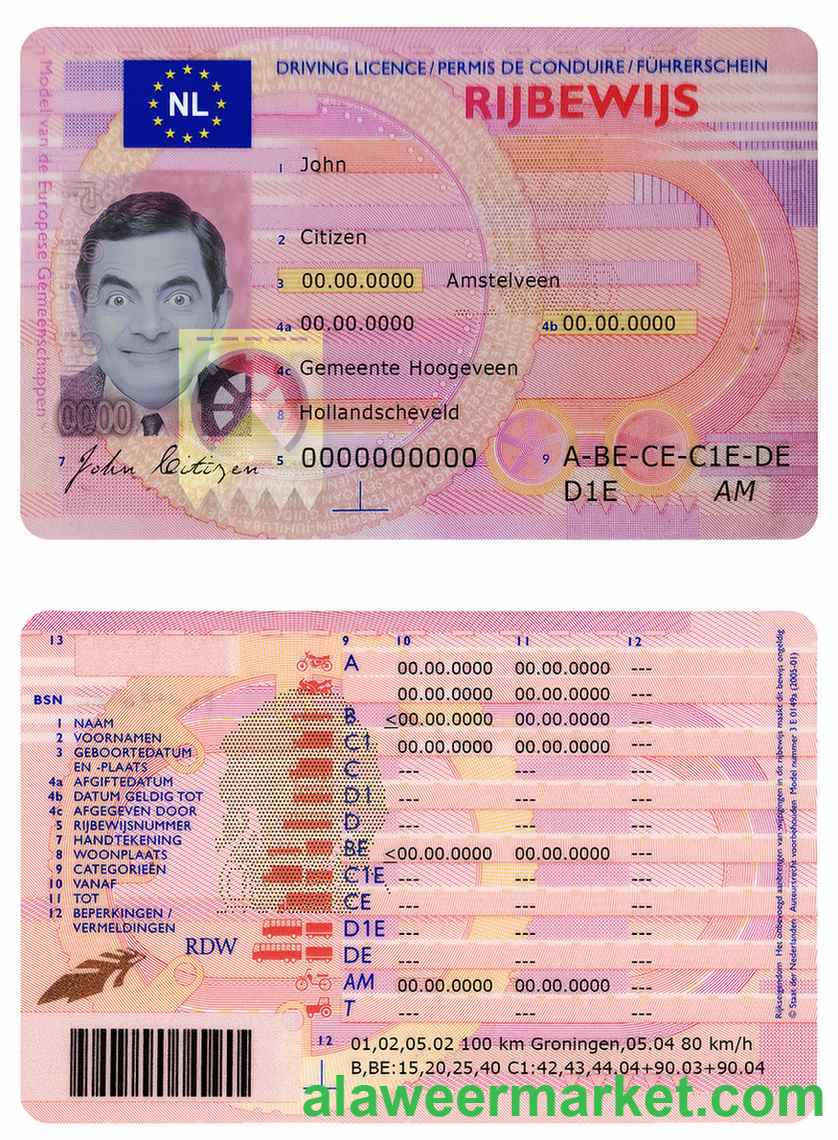 DRIVING LICENCE/PERMIS DE CONDUIRE/FÜHRERSCHEIN
RIJBEWIJS
NL
Model van de Europese Gemeenschappen
1 John
2 Citizen
3 00.00.0000 Amstelveen
4a 00.00.0000 4b 00.00.0000
4c Gemeente Hoogeveen
8 Hollandscheveld
0000
7 John Citizen 5 0000000000 9 A-BE-CE-C1E-DE
D1E AM
13 9 10 11 12
A 00.00.0000 00.00.0000 ---
00.00.0000 00.00.0000 ---
B <00.00.0000 00.00.0000 ---
C1 00.00.0000 00.00.0000 ---
C --- --- ---
D1 --- --- ---
D --- --- ---
BE <00.00.0000 00.00.0000 ---
C1E --- --- ---
CE --- --- ---
D1E --- --- ---
DE --- --- ---
AM 00.00.0000 00.00.0000 ---
T --- --- ---
BSN
1 NAAM
2 VOORNAMEN
3 GEBOORTEDATUM
EN -PLAATS
4a AFGIFTEDATUM
4b DATUM GELDIG TOT
4c AFGEGEVEN DOOR
5 RIJBEWIJSNUMMER
7 HANDTEKENING
8 WOONPLAATS
9 CATEGORIEËN
10 VANAF
11 TOT
12 BEPERKINGEN /
VERMELDINGEN
RDW
Rijkseigendom Het onbevoegd aanbrengen van wijzigingen in dit rijbewijs maakt dit bewijs ongeldig
© Staat der Nederlanden Auteursrecht voorbehouden Model nummer 3 E 0149a (2005-01)
12 01,02,05.02 100 km Groningen,05.04 80 km/h
B,BE:15,20,25,40 C1:42,43,44.04+90.03+90.04
alaweermarket.com